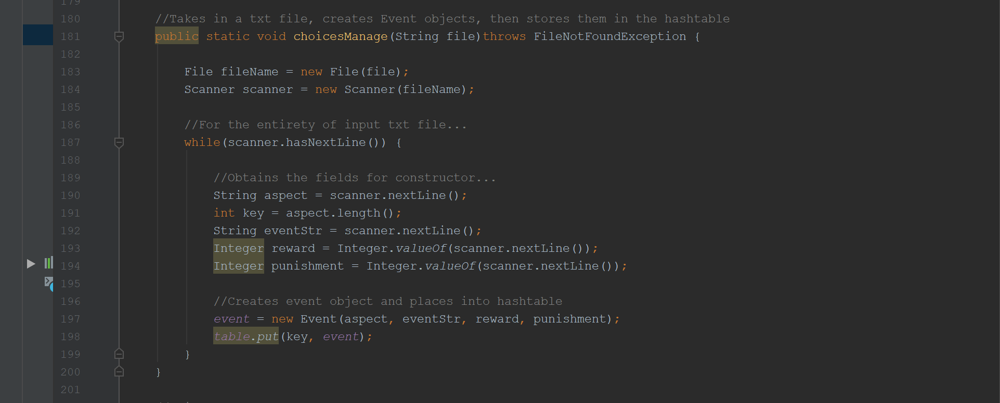 179
180 //Takes in a txt file, creates Event objects, then stores them in the hashtable
181 public static void choicesManage(String file)throws FileNotFoundException {
182
183 File fileName = new File(file);
184 Scanner scanner = new Scanner(fileName);
185
186 //For the entirety of input txt file...
187 while(scanner.hasNextLine()) {
188
189 //Obtains the fields for constructor...
190 String aspect = scanner.nextLine();
191 int key = aspect.length();
192 String eventStr = scanner.nextLine();
193 Integer reward = Integer.valueOf(scanner.nextLine());
194 Integer punishment = Integer.valueOf(scanner.nextLine());
195
196 //Creates event object and places into hashtable
197 event = new Event(aspect, eventStr, reward, punishment);
198 table.put(key, event);
199 }
200 }
201